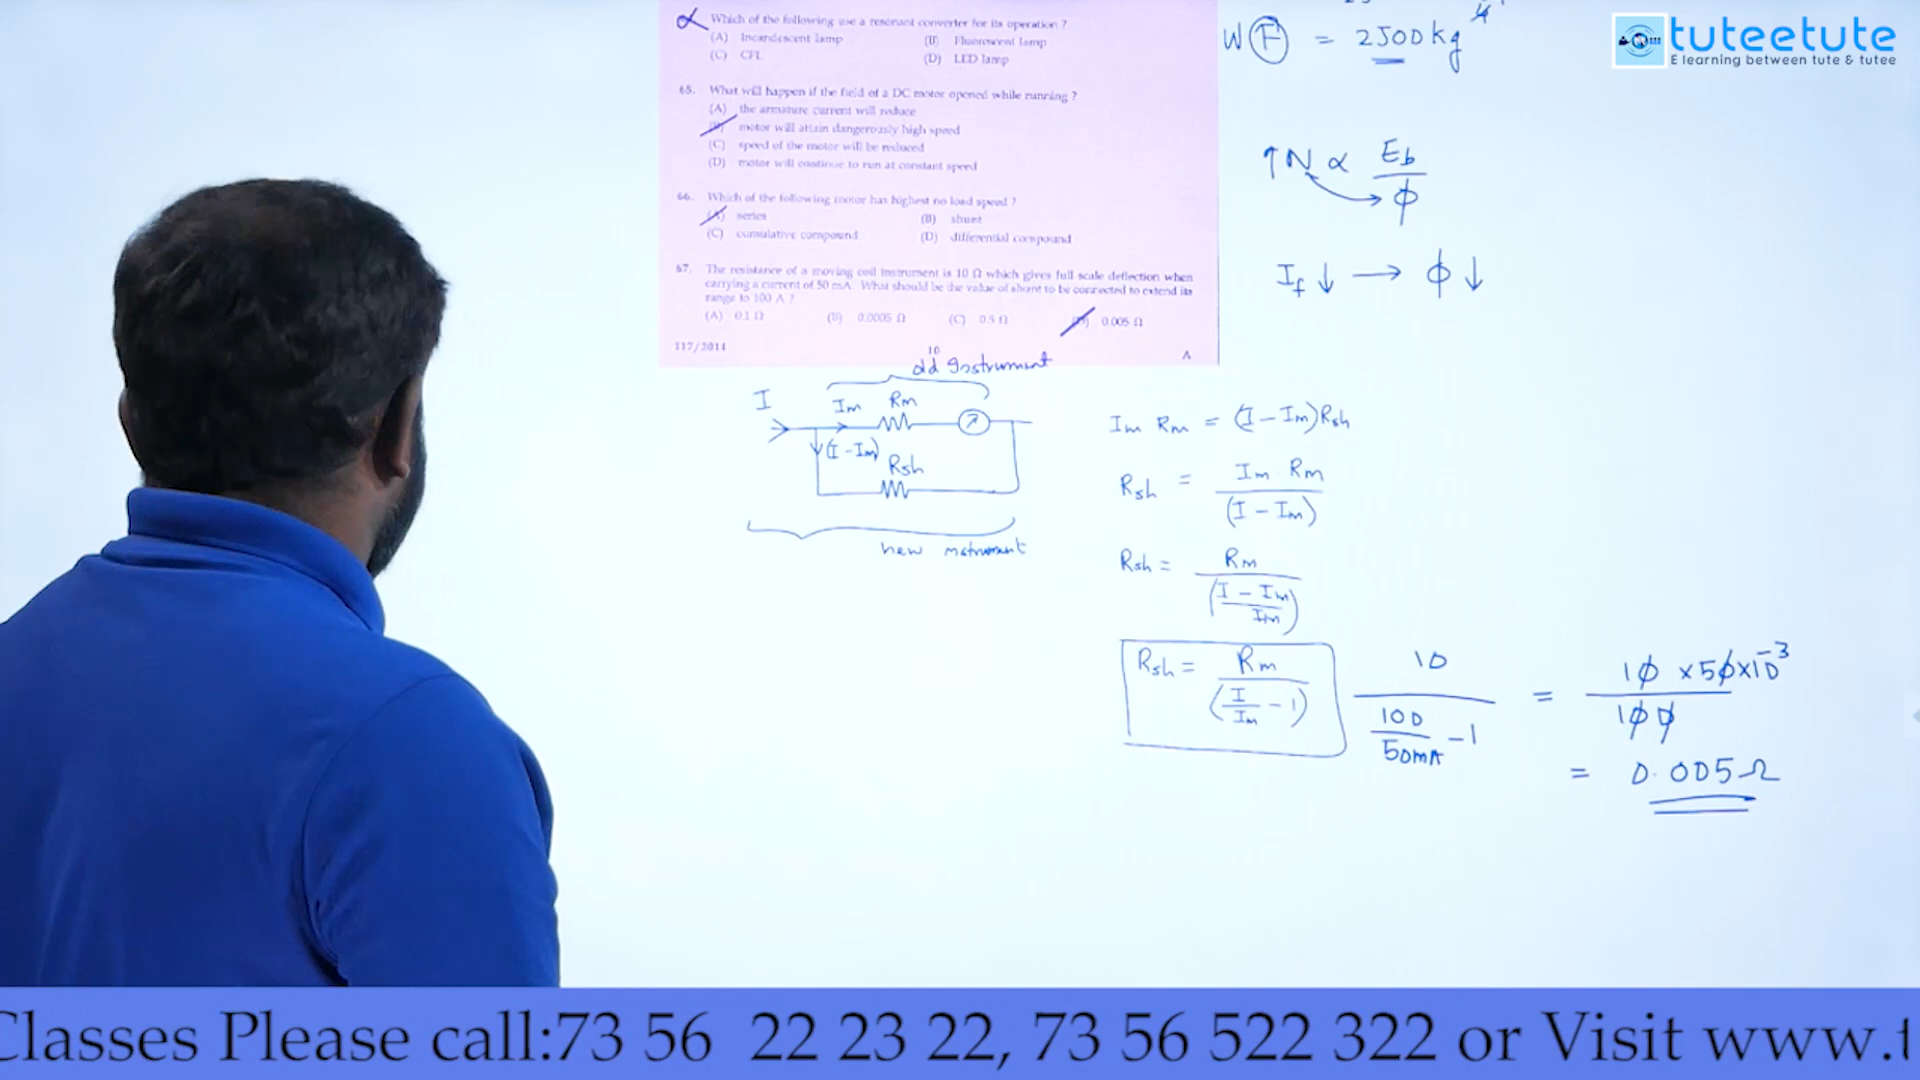 Which of the following use a resonant converter for its operation ?
(A) Incandescent lamp (B) Fluorescent lamp
(C) CFL (D) LED lamp
65. What will happen if the field of a DC motor opened while running ?
(A) the armature current will reduce
(B) motor will attain dangerously high speed
(C) speed of the motor will be reduced
(D) motor will continue to run at constant speed
66. Which of the following motor has highest no load speed ?
(A) series (B) shunt
(C) cumulative compound (D) differential compound
67. The resistance of a moving coil instrument is 10 Ω which gives full scale deflection when
carrying a current of 50 mA. What should be the value of shunt to be connected to extend its
range to 100 A ?
(A) 0.1 Ω (B) 0.0005 Ω (C) 0.5 Ω (D) 0.005 Ω
117/2014 10 A
W F = 2500 kg
tuteetute
E learning between tute & tutee
↑N ∝ Eb / ϕ
If ↓ → ϕ ↓
old Instrument
I Im Rm
(I - Im)
Rsh
new instrument
Im Rm = (I - Im) Rsh
Rsh = Im Rm / (I - Im)
Rsh = Rm / ((I - Im) / Im)
Rsh = Rm / (I/Im - 1) 10 / (100/50mA - 1) = 10 × 50 × 10⁻³ / 100
= 0.005 Ω
Classes Please call:73 56 22 23 22, 73 56 522 322 or Visit www.t